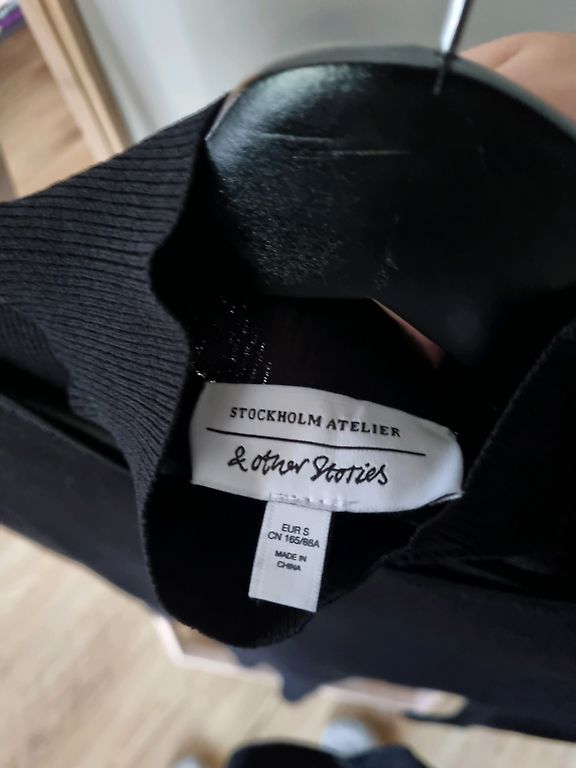 STOCKHOLM ATELIER
& other Stories
EUR S
CN 165/88A
MADE IN
CHINA